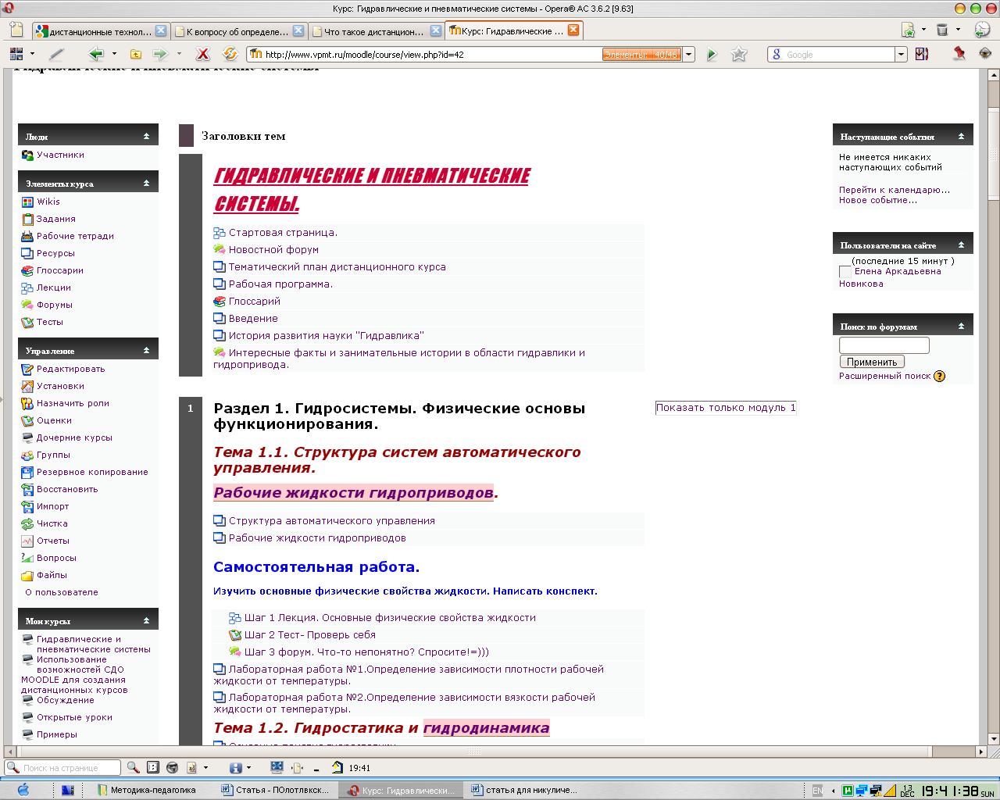 Курс: Гидравлические и пневматические системы - Opera® AC 3.6.2 [9.63]
дистанционные технол...
К вопросу об определе...
Что такое дистанцион...
Курс: Гидравлические ...
http://www.vpmt.ru/moodle/course/view.php?id=42
Элементы: 40/46
Google
Гидравлические и пневматические системы
Люди
Участники
Элементы курса
Wikis
Задания
Рабочие тетради
Ресурсы
Глоссарии
Лекции
Форумы
Тесты
Управление
Редактировать
Установки
Назначить роли
Оценки
Дочерние курсы
Группы
Резервное копирование
Восстановить
Импорт
Чистка
Отчеты
Вопросы
Файлы
О пользователе
Мои курсы
Гидравлические и
пневматические системы
Использование
возможностей СДО
MOODLE для создания
дистанционных курсов
Обсуждение
Открытые уроки
Примеры
Заголовки тем
ГИДРАВЛИЧЕСКИЕ И ПНЕВМАТИЧЕСКИЕ
СИСТЕМЫ.
Стартовая страница.
Новостной форум
Тематический план дистанционного курса
Рабочая программа.
Глоссарий
Введение
История развития науки "Гидравлика"
Интересные факты и занимательные истории в области гидравлики и
гидропривода.
1
Раздел 1. Гидросистемы. Физические основы
функционирования.
Показать только модуль 1
Тема 1.1. Структура систем автоматического
управления.
Рабочие жидкости гидроприводов.
Структура автоматического управления
Рабочие жидкости гидроприводов
Самостоятельная работа.
Изучить основные физические свойства жидкости. Написать конспект.
Шаг 1 Лекция. Основные физические свойства жидкости
Шаг 2 Тест- Проверь себя
Шаг 3 форум. Что-то непонятно? Спросите!=)))
Лабораторная работа №1.Определение зависимости плотности рабочей
жидкости от температуры.
Лабораторная работа №2.Определение зависимости вязкости рабочей
жидкости от температуры.
Тема 1.2. Гидростатика и гидродинамика
Наступающие события
Не имеется никаких
наступающих событий
Перейти к календарю...
Новое событие...
Пользователи на сайте
(последние 15 минут )
Елена Аркадьевна
Новикова
Поиск по форумам
Применить
Расширенный поиск
Поиск на странице
19:41
Методика-педагогика
Статья - ПОлотлвкск...
Курс: Гидравлически...
статья для никуличе...
EN
13
DEC
19:41:38 SUN